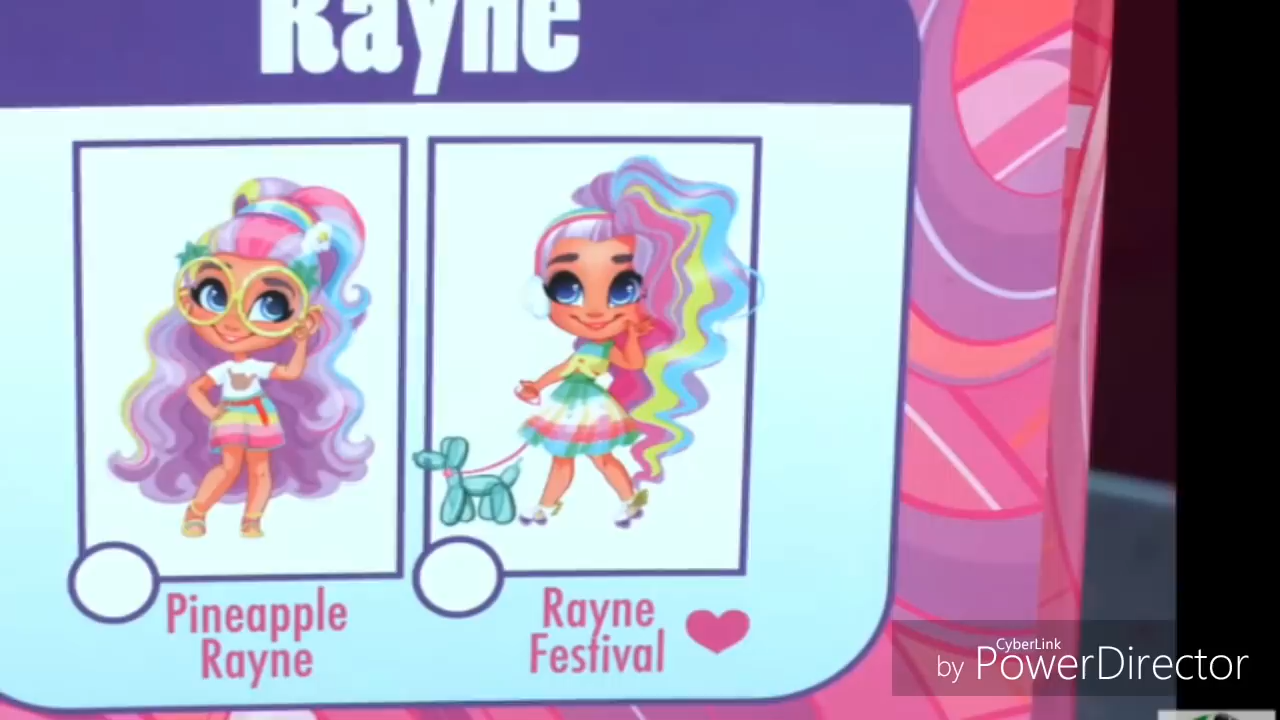 Rayne
Pineapple
Rayne
Rayne
Festival
CyberLink
by PowerDirector